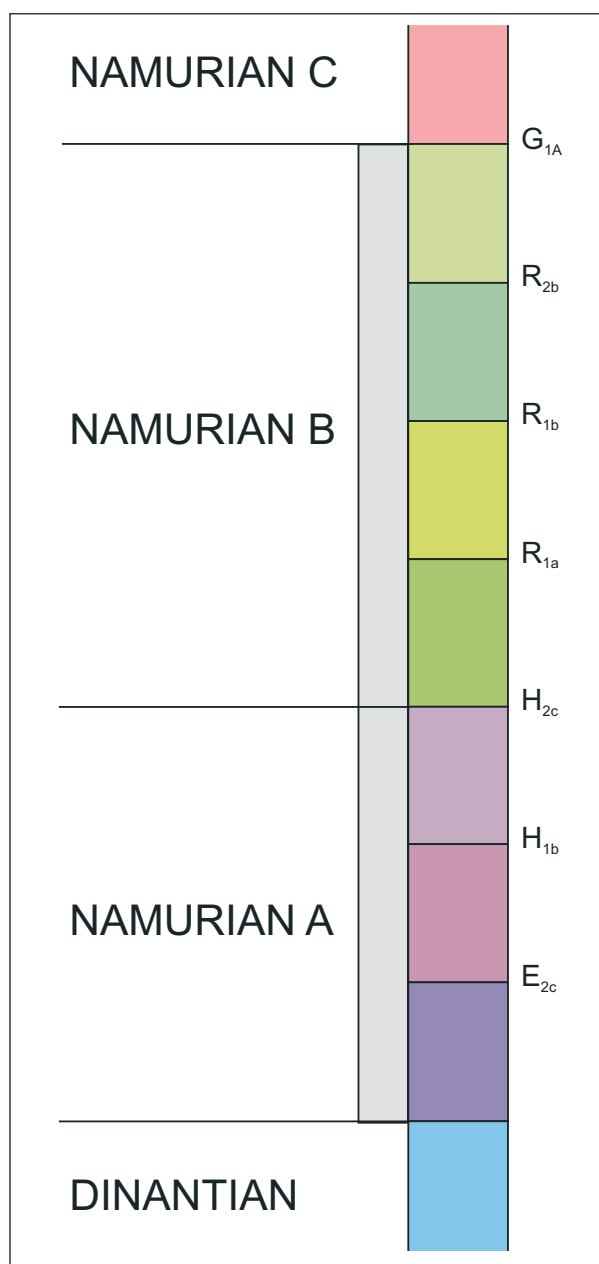 NAMURIAN C
G1A
R2b
NAMURIAN B
R1b
R1a
H2c
H1b
NAMURIAN A
E2c
DINANTIAN